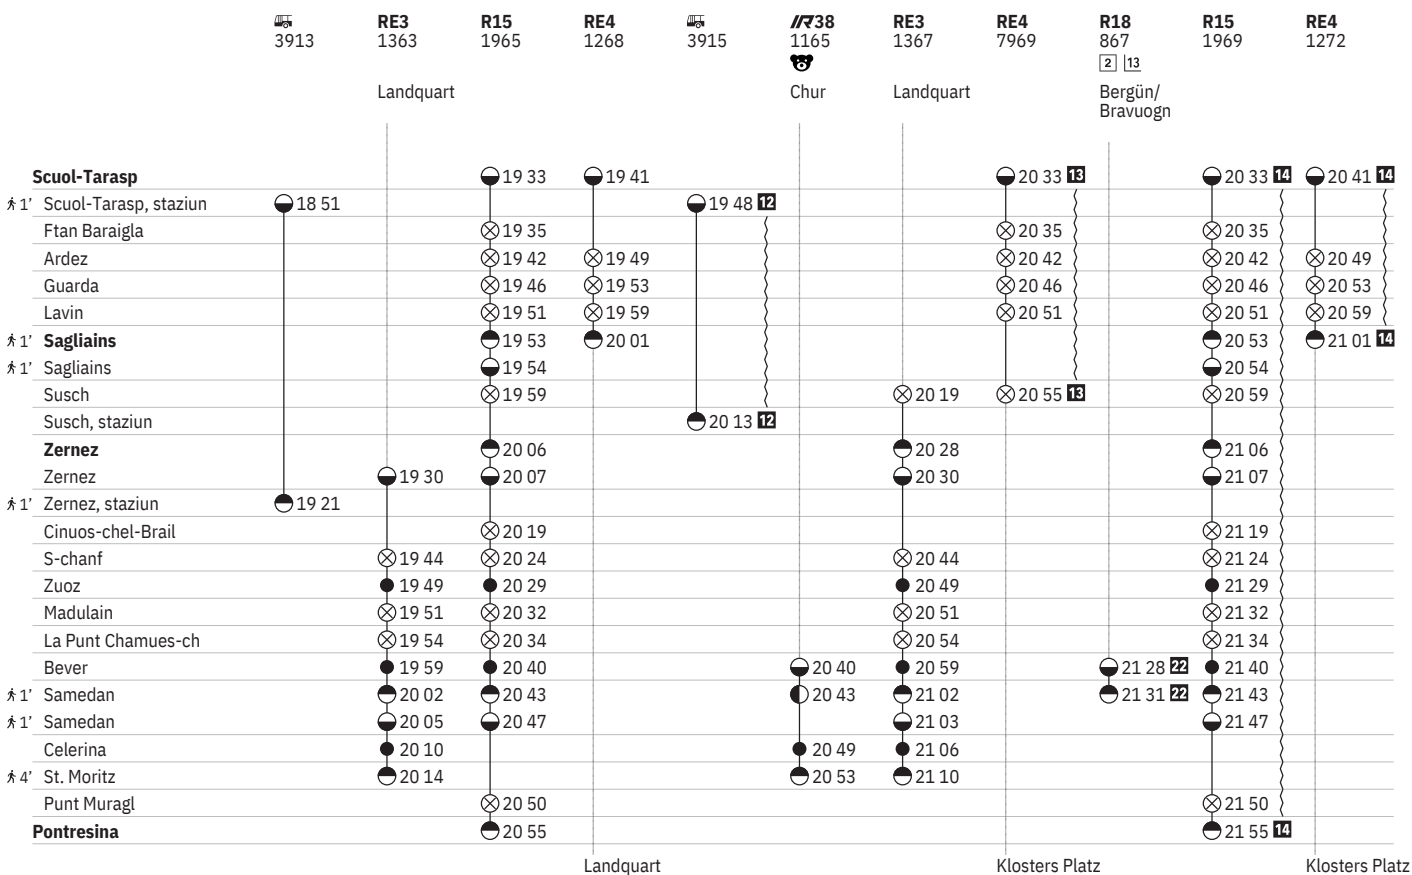 RE3 R15 RE4 IR38 RE3 RE4 R18 R15 RE4
3913 1363 1965 1268 3915 1165 1367 7969 867 1969 1272
2 13
Landquart Chur Landquart Bergün/
Bravuogn
Scuol-Tarasp 19 33 19 41 20 33 13 20 33 14 20 41 14
1' Scuol-Tarasp, staziun 18 51 19 48 12
Ftan Baraigla 19 35 20 35 20 35
Ardez 19 42 19 49 20 42 20 42 20 49
Guarda 19 46 19 53 20 46 20 46 20 53
Lavin 19 51 19 59 20 51 20 51 20 59
1' Sagliains 19 53 20 01 20 53 21 01 14
1' Sagliains 19 54 20 54
Susch 19 59 20 19 20 55 13 20 59
Susch, staziun 20 13 12
Zernez 20 06 20 28 21 06
Zernez 19 30 20 07 20 30 21 07
1' Zernez, staziun 19 21
Cinuos-chel-Brail 20 19 21 19
S-chanf 19 44 20 24 20 44 21 24
Zuoz 19 49 20 29 20 49 21 29
Madulain 19 51 20 32 20 51 21 32
La Punt Chamues-ch 19 54 20 34 20 54 21 34
Bever 19 59 20 40 20 40 20 59 21 28 22 21 40
1' Samedan 20 02 20 43 20 43 21 02 21 31 22 21 43
1' Samedan 20 05 20 47 21 03 21 47
Celerina 20 10 20 49 21 06
4' St. Moritz 20 14 20 53 21 10
Punt Muragl 20 50 21 50
Pontresina 20 55 21 55 14
Landquart Klosters Platz Klosters Platz